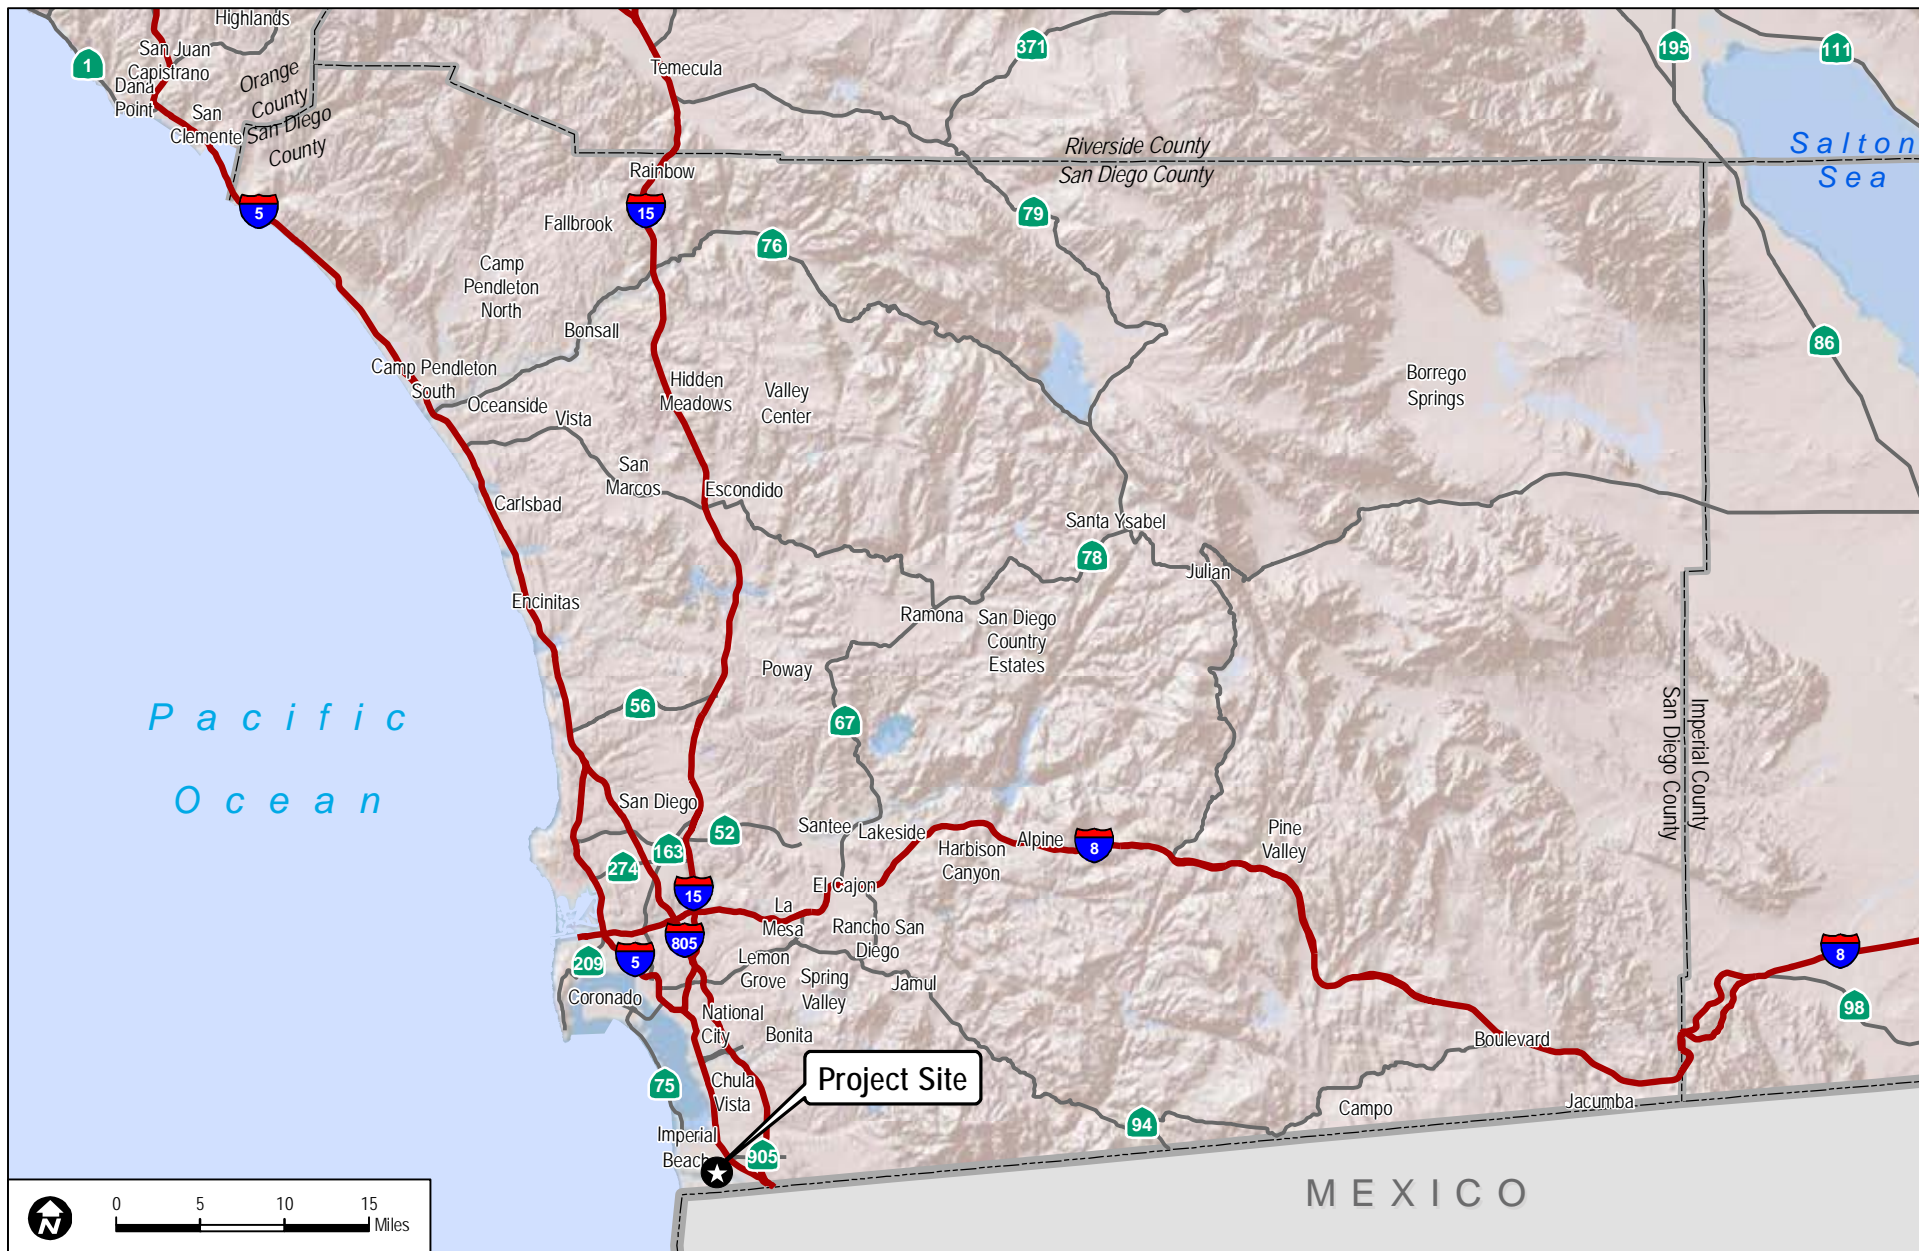 Highlands
San Juan
Capistrano
1
Dana
Point
Orange
County
San
Clemente
San Diego
County
5
Temecula
371
195
111
Riverside County
San Diego County
Salton
Sea
Rainbow
15
Fallbrook
76
79
Camp
Pendleton
North
Bonsall
86
Camp Pendleton
South
Oceanside
Vista
Hidden
Meadows
Valley
Center
Borrego
Springs
San
Marcos
Escondido
Carlsbad
Santa Ysabel
78
Julian
Encinitas
Ramona
San Diego
Country
Estates
Poway
56
67
Pacific
Ocean
San Diego County
Imperial County
San Diego
52
163
274
Santee
Lakeside
Harbison
Canyon
Alpine
8
Pine
Valley
15
El Cajon
La
Mesa
Rancho San
Diego
805
5
209
Lemon
Grove
Spring
Valley
Jamul
Coronado
National
City
Bonita
8
98
Boulevard
Project Site
75
Chula
Vista
Imperial
Beach
905
94
Campo
Jacumba
MEXICO
N
0 5 10 15
Miles